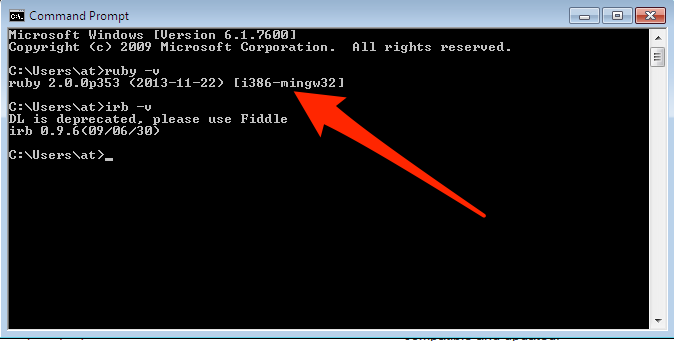 Command Prompt
Microsoft Windows [Version 6.1.7600]
Copyright (c) 2009 Microsoft Corporation.  All rights reserved.
C:\Users\at>ruby -v
ruby 2.0.0p353 (2013-11-22) [i386-mingw32]
C:\Users\at>irb -v
DL is deprecated, please use Fiddle
irb 0.9.6(09/06/30)
C:\Users\at>_